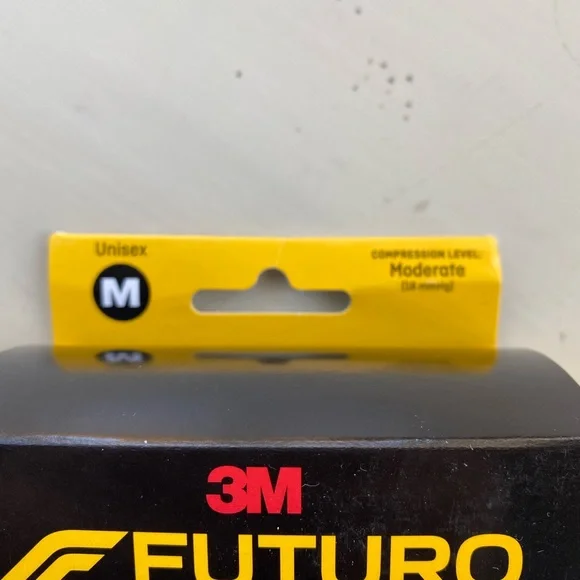 Unisex
M
COMPRESSION LEVEL:
Moderate
(18 mmHg)
3M
FUTURO